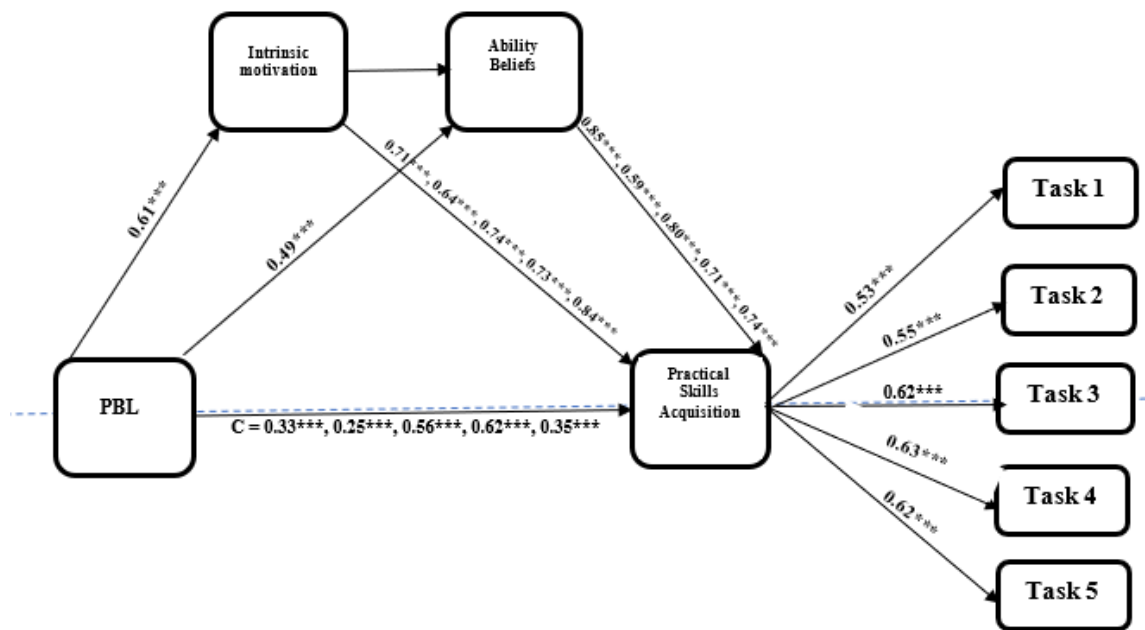 Intrinsic
motivation
Ability
Beliefs
0.61***
0.49***
0.71***, 0.64***, 0.74***, 0.73***, 0.84***
0.85***, 0.59***, 0.80***, 0.71***, 0.74***
PBL
C = 0.33***, 0.25***, 0.56***, 0.62***, 0.35***
Practical
Skills
Acquisition
0.53***
0.55***
0.62***
0.63***
0.62***
Task 1
Task 2
Task 3
Task 4
Task 5